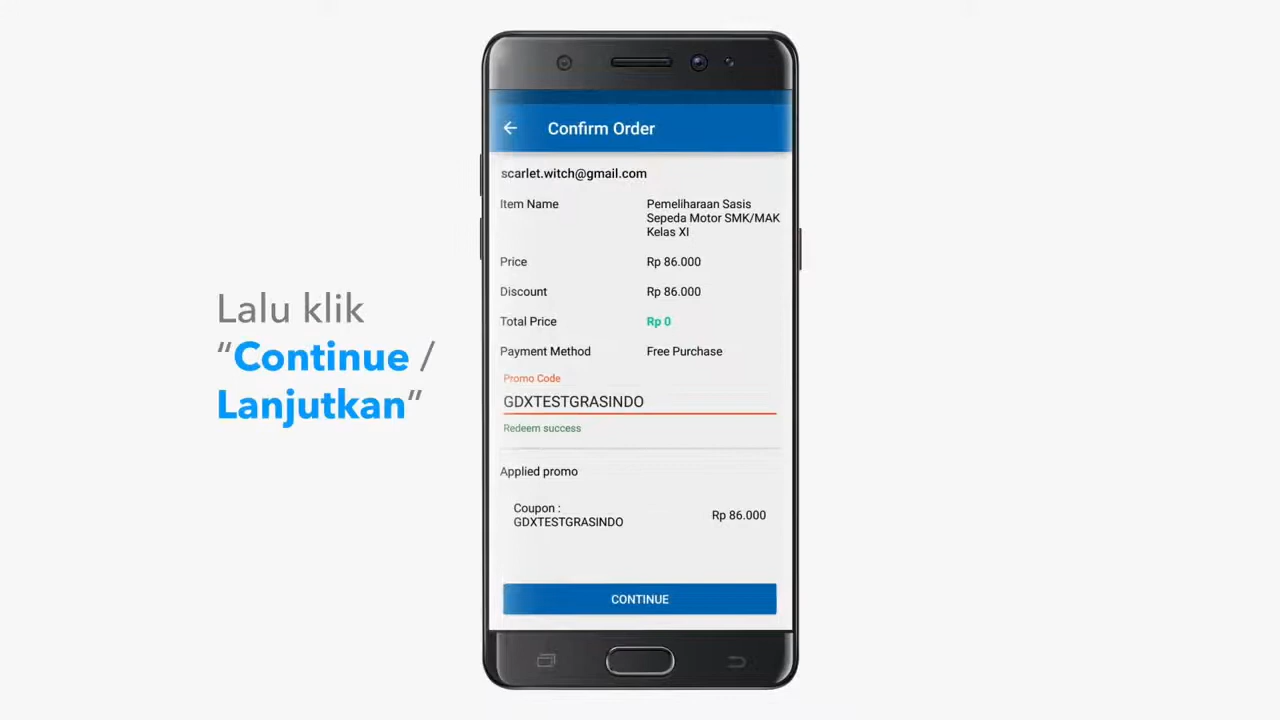 Lalu klik
“Continue /
Lanjutkan”
Confirm Order
scarlet.witch@gmail.com
Item Name
Pemeliharaan Sasis
Sepeda Motor SMK/MAK
Kelas XI
Price
Rp 86.000
Discount
Rp 86.000
Total Price
Rp 0
Payment Method
Free Purchase
Promo Code
GDXTESTGRASINDO
Redeem success
Applied promo
Coupon :
GDXTESTGRASINDO
Rp 86.000
CONTINUE